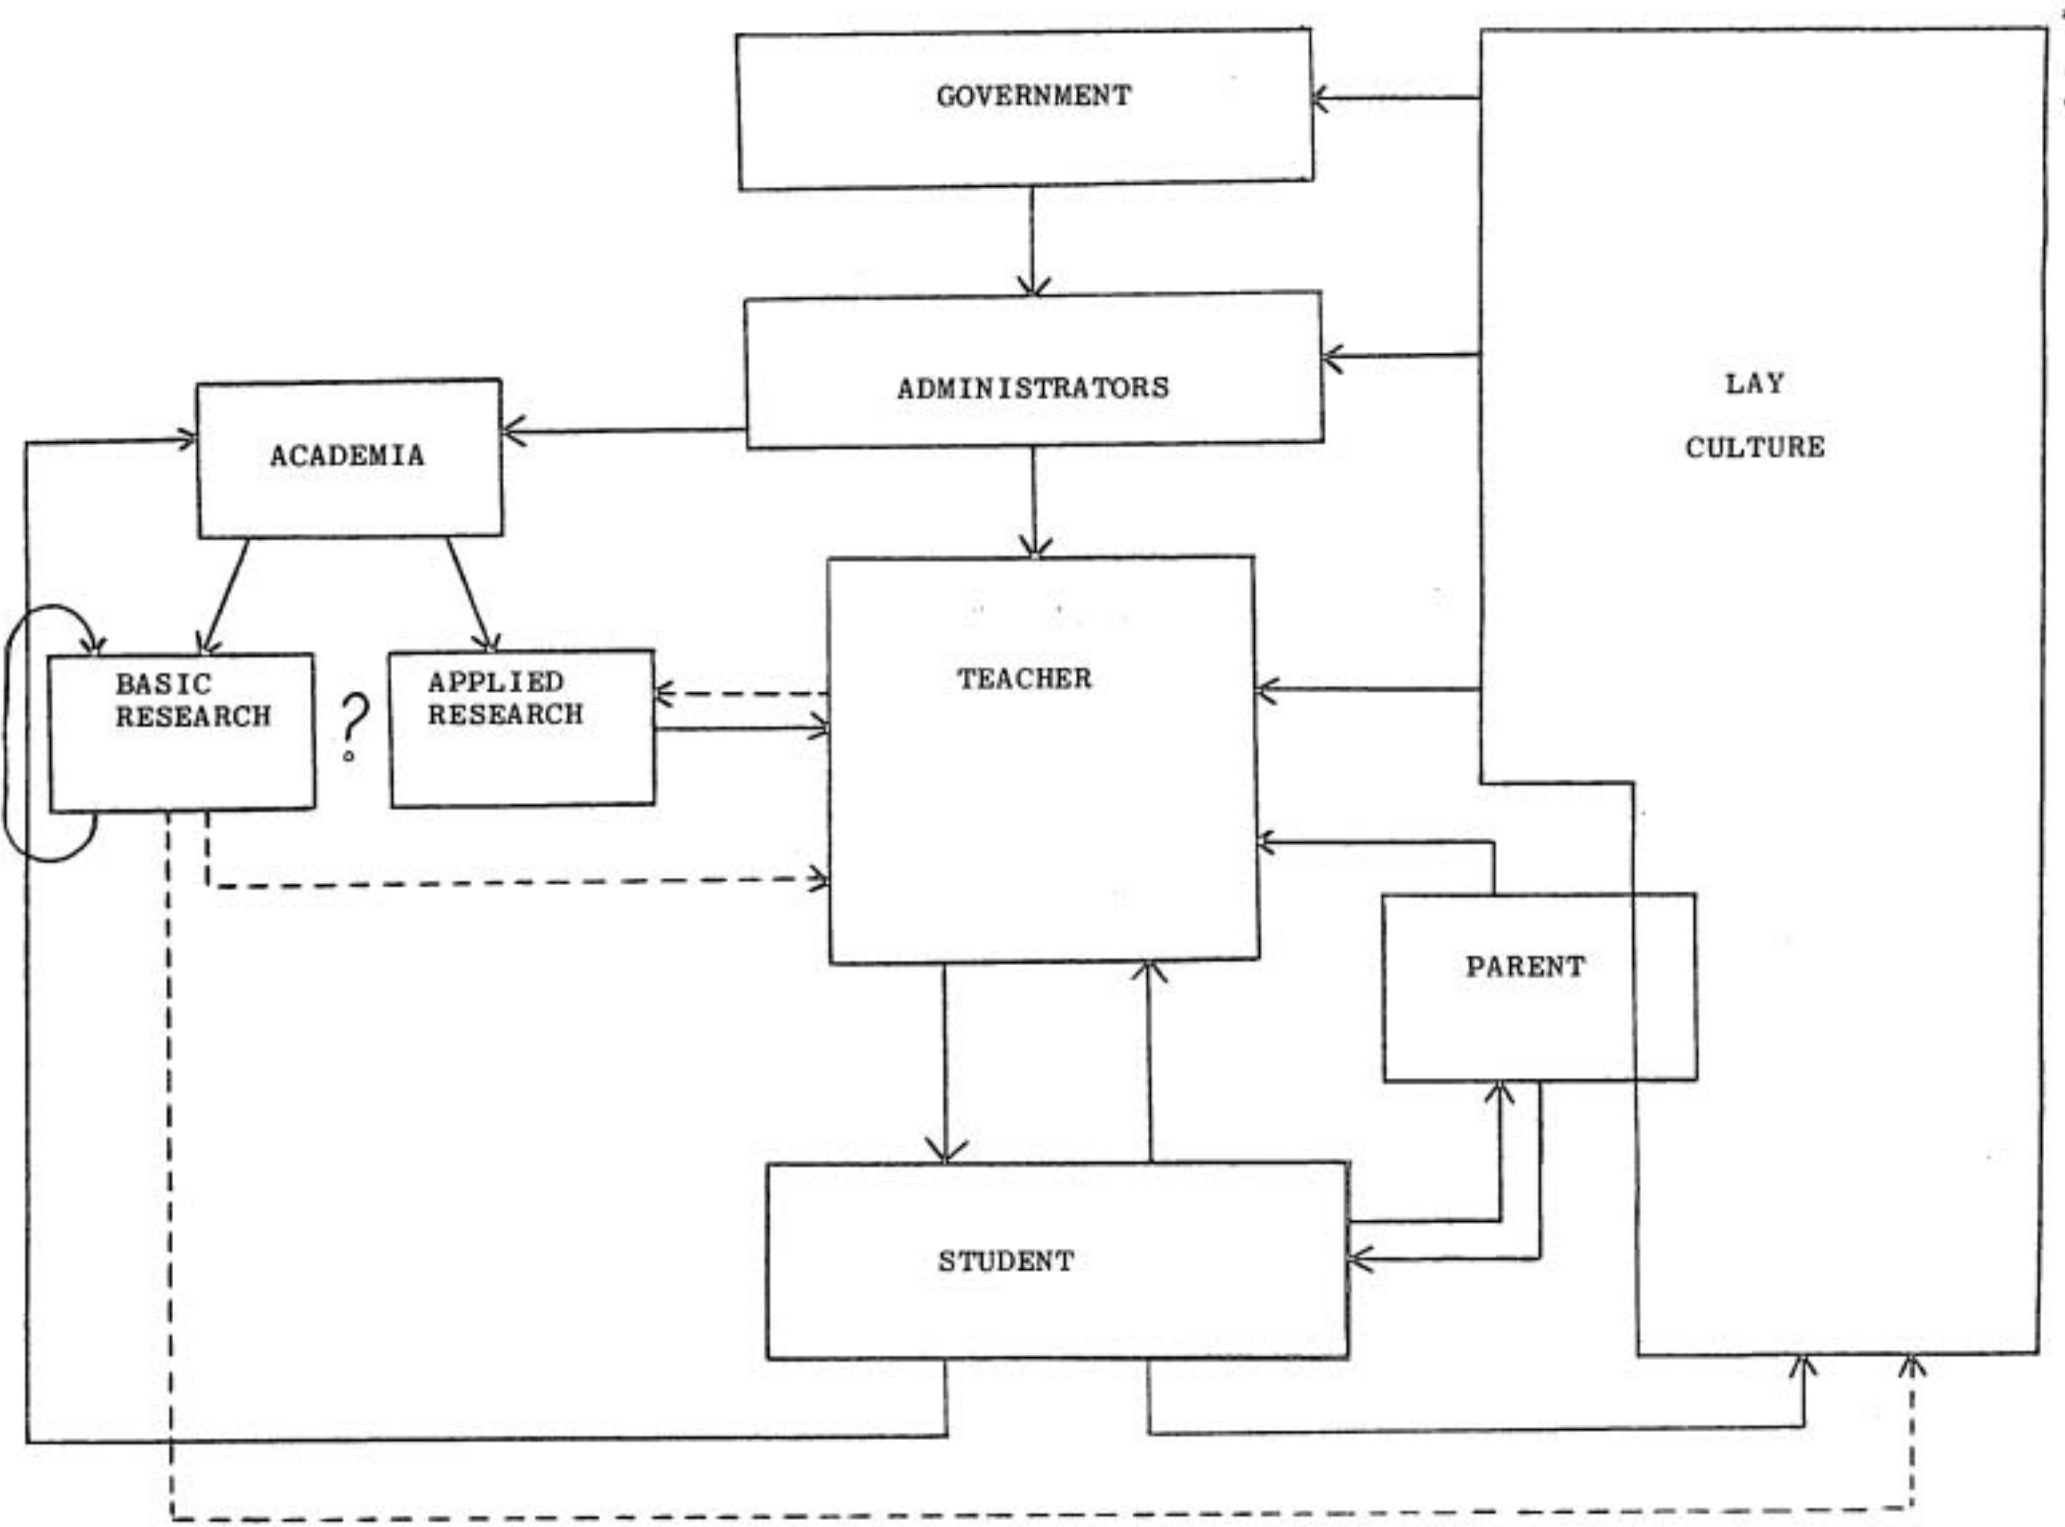 GOVERNMENT
ADMINISTRATORS
LAY
CULTURE
ACADEMIA
BASIC
RESEARCH
?
APPLIED
RESEARCH
TEACHER
PARENT
STUDENT